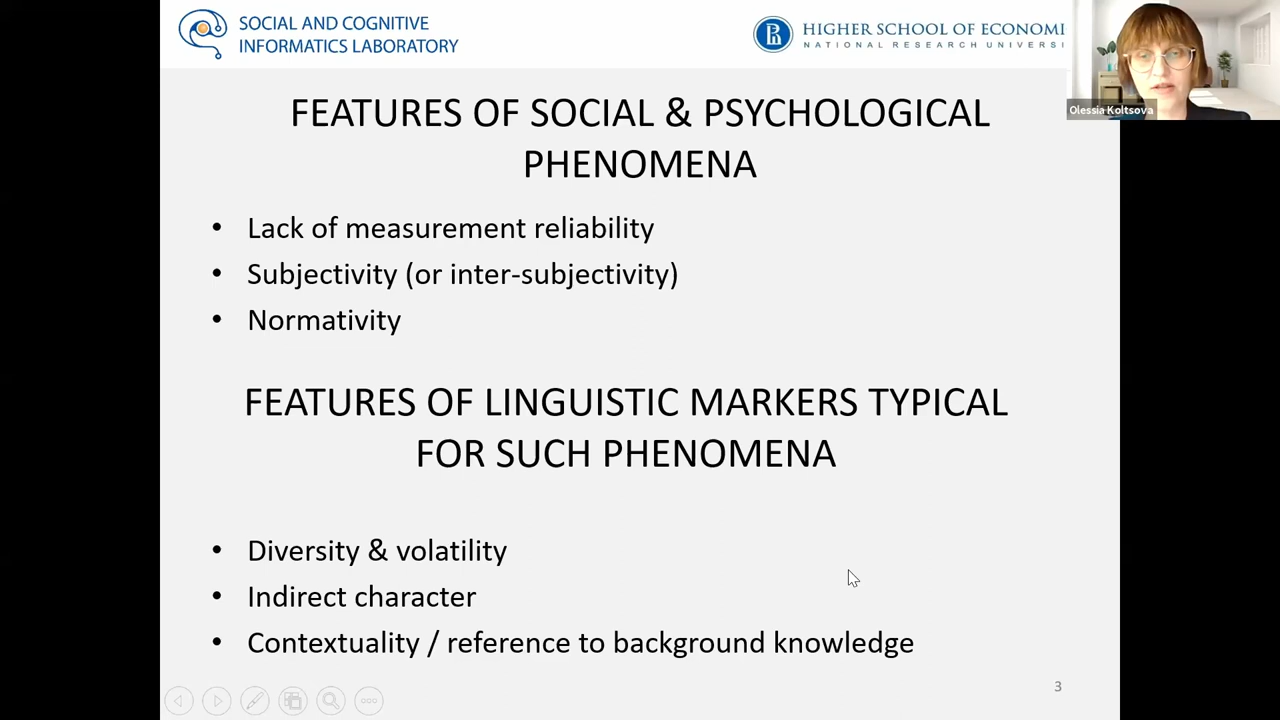 SOCIAL AND COGNITIVE
INFORMATICS LABORATORY
HIGHER SCHOOL OF ECONOMI
NATIONAL RESEARCH UNIVERSI
Olessia Koltsova
FEATURES OF SOCIAL & PSYCHOLOGICAL
PHENOMENA
• Lack of measurement reliability
• Subjectivity (or inter-subjectivity)
• Normativity
FEATURES OF LINGUISTIC MARKERS TYPICAL
FOR SUCH PHENOMENA
• Diversity & volatility
• Indirect character
• Contextuality / reference to background knowledge
3